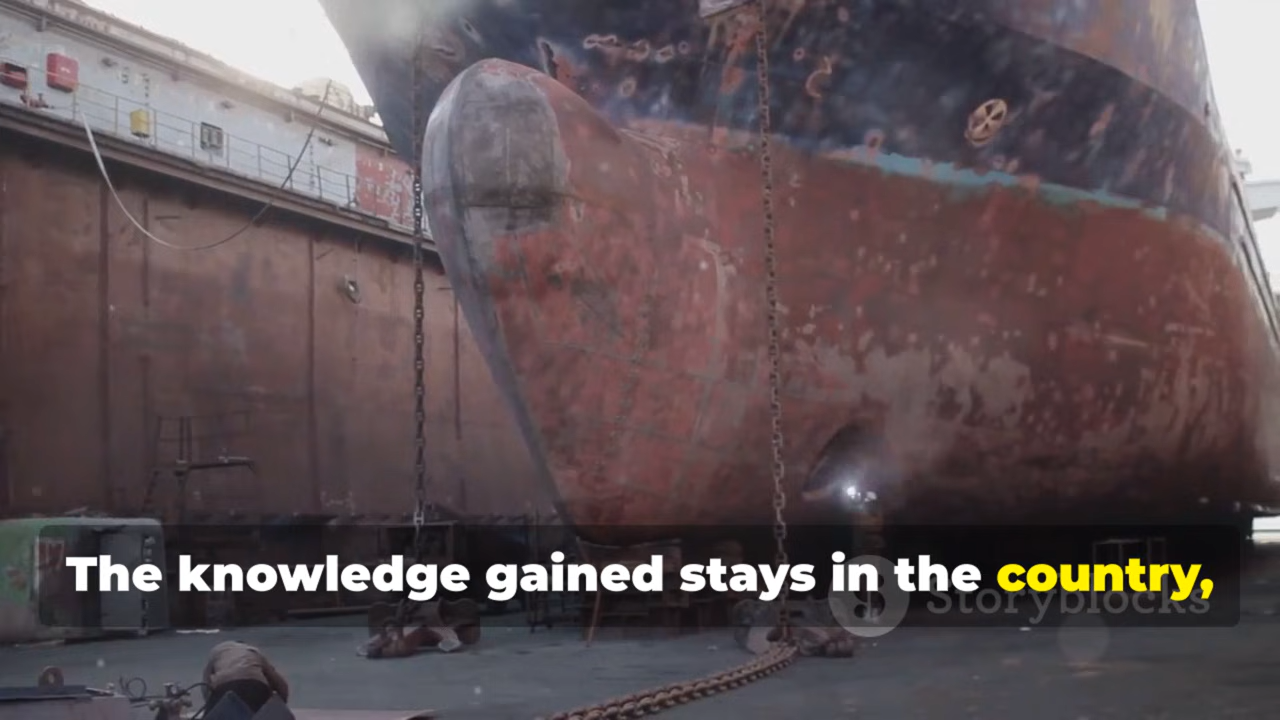 The knowledge gained stays in the country,
Storyblocks